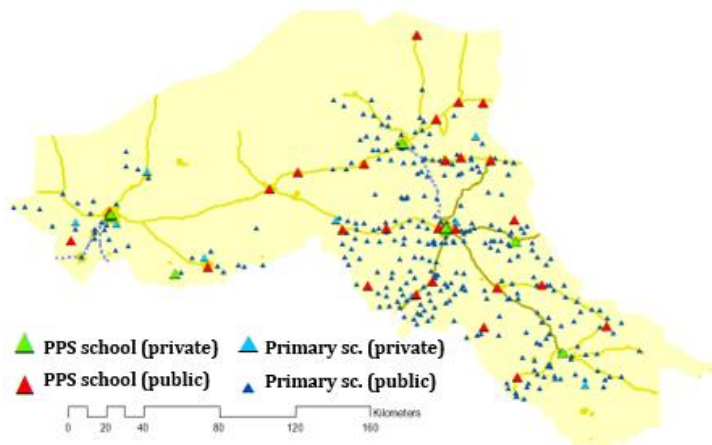 PPS school (private) Primary sc. (private)
PPS school (public) Primary sc. (public)
Kilometers
0 20 40 80 120 160